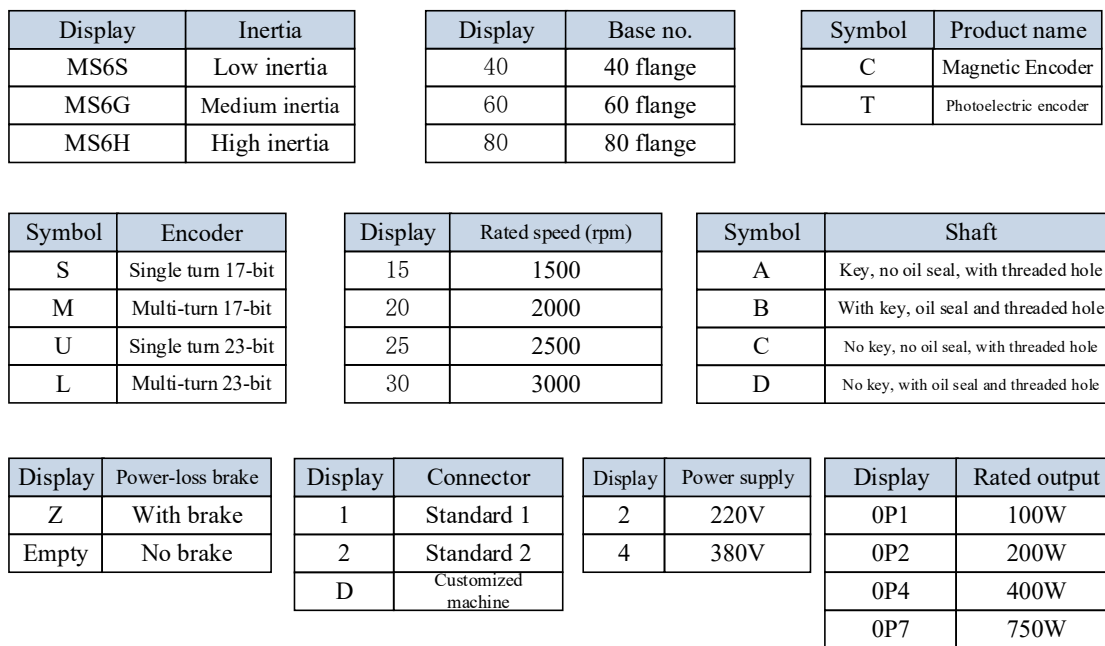 Display Inertia
MS6S Low inertia
MS6G Medium inertia
MS6H High inertia
Display Base no.
40 40 flange
60 60 flange
80 80 flange
Symbol Product name
C Magnetic Encoder
T Photoelectric encoder
Symbol Encoder
S Single turn 17-bit
M Multi-turn 17-bit
U Single turn 23-bit
L Multi-turn 23-bit
Display Rated speed (rpm)
15 1500
20 2000
25 2500
30 3000
Symbol Shaft
A Key, no oil seal, with threaded hole
B With key, oil seal and threaded hole
C No key, no oil seal, with threaded hole
D No key, with oil seal and threaded hole
Display Power-loss brake
Z With brake
Empty No brake
Display Connector
1 Standard 1
2 Standard 2
D Customized
machine
Display Power supply
2 220V
4 380V
Display Rated output
0P1 100W
0P2 200W
0P4 400W
0P7 750W